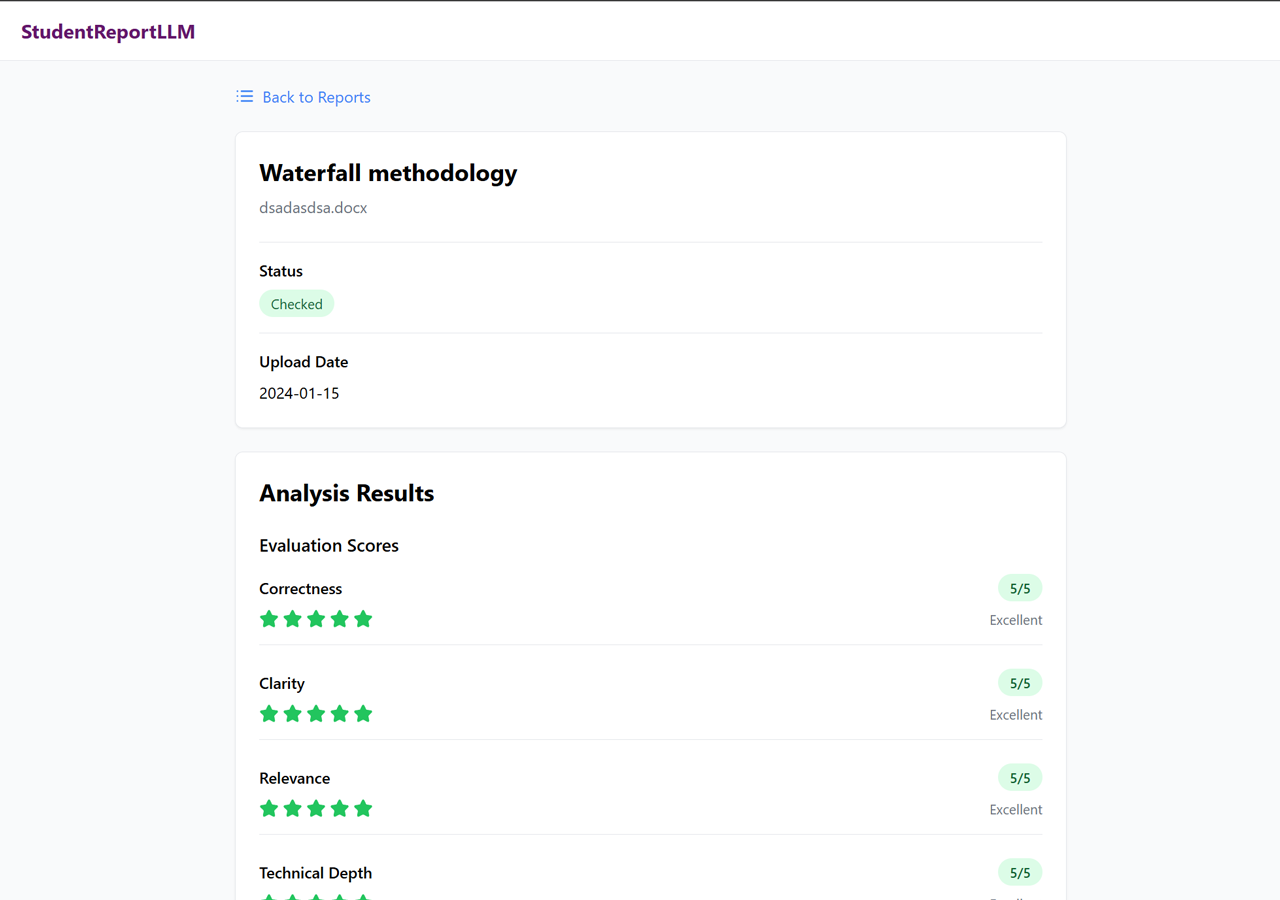 StudentReportLLM
Back to Reports
Waterfall methodology
dsadasdsa.docx
Status
Checked
Upload Date
2024-01-15
Analysis Results
Evaluation Scores
Correctness
5/5
Excellent
Clarity
5/5
Excellent
Relevance
5/5
Excellent
Technical Depth
5/5